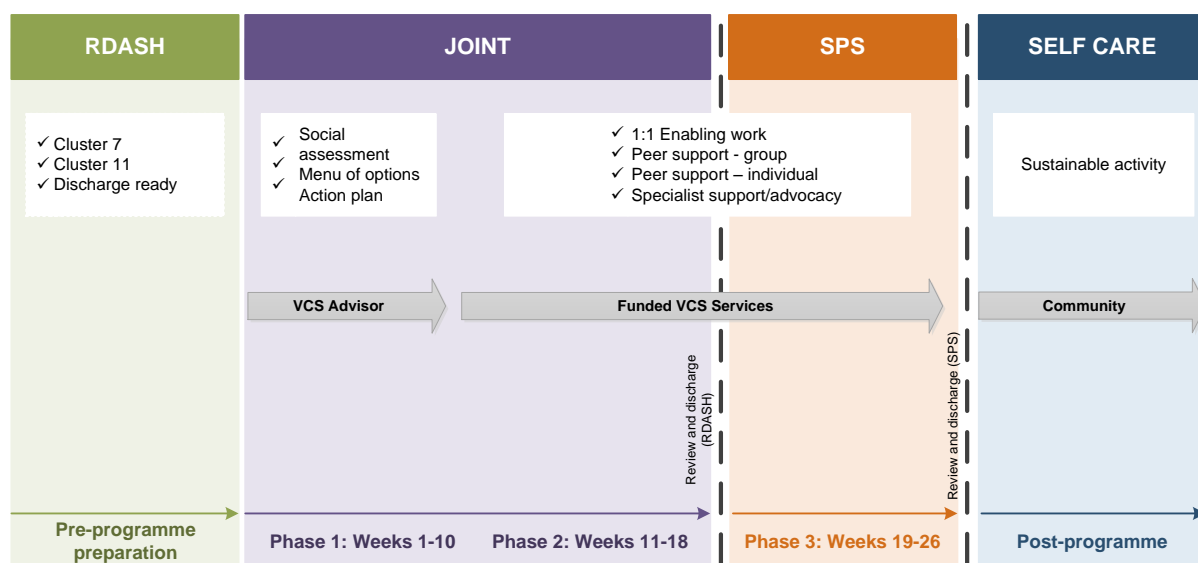 RDASH
JOINT
SPS
SELF CARE
✓ Cluster 7
✓ Cluster 11
✓ Discharge ready
✓ Social
assessment
✓ Menu of options
✓ Action plan
✓ 1:1 Enabling work
✓ Peer support - group
✓ Peer support – individual
✓ Specialist support/advocacy
Sustainable activity
VCS Advisor
Funded VCS Services
Community
Review and discharge
(RDASH)
Review and discharge (SPS)
Pre-programme
preparation
Phase 1: Weeks 1-10
Phase 2: Weeks 11-18
Phase 3: Weeks 19-26
Post-programme